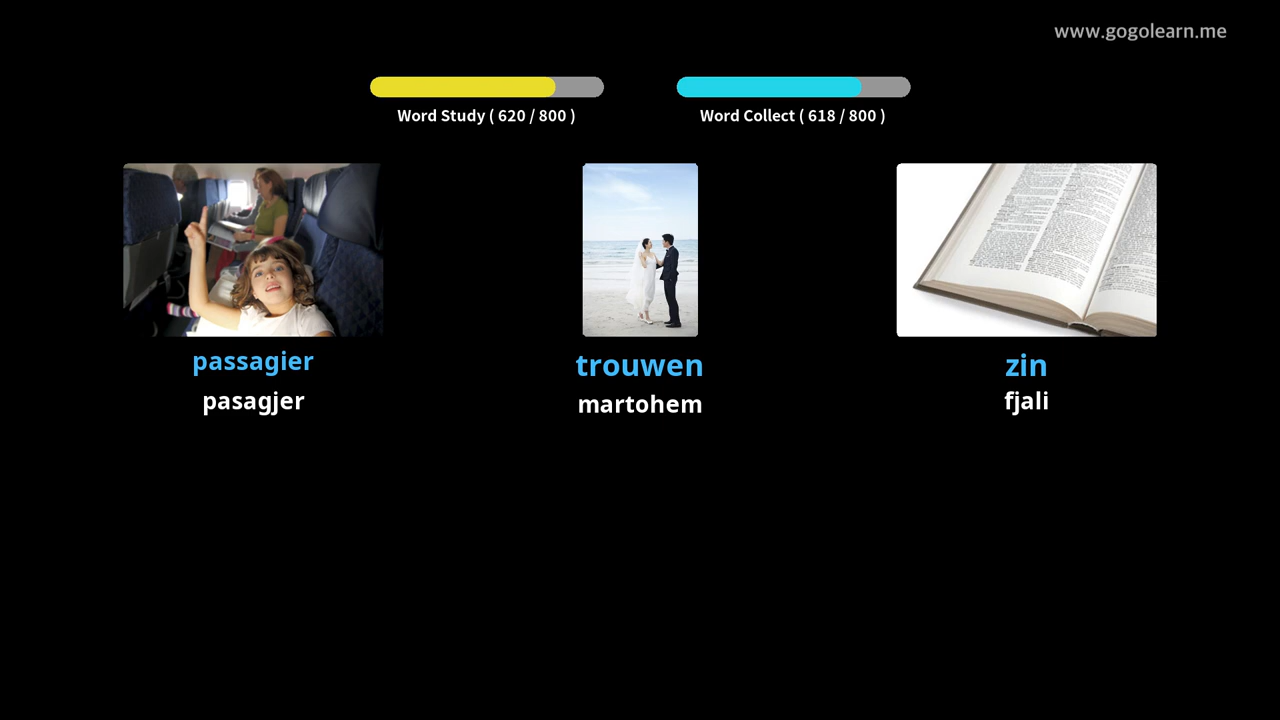 www.gogolearn.me
Word Study ( 620 / 800 )
Word Collect ( 618 / 800 )
passagier
pasagjer
trouwen
martohem
zin
fjali